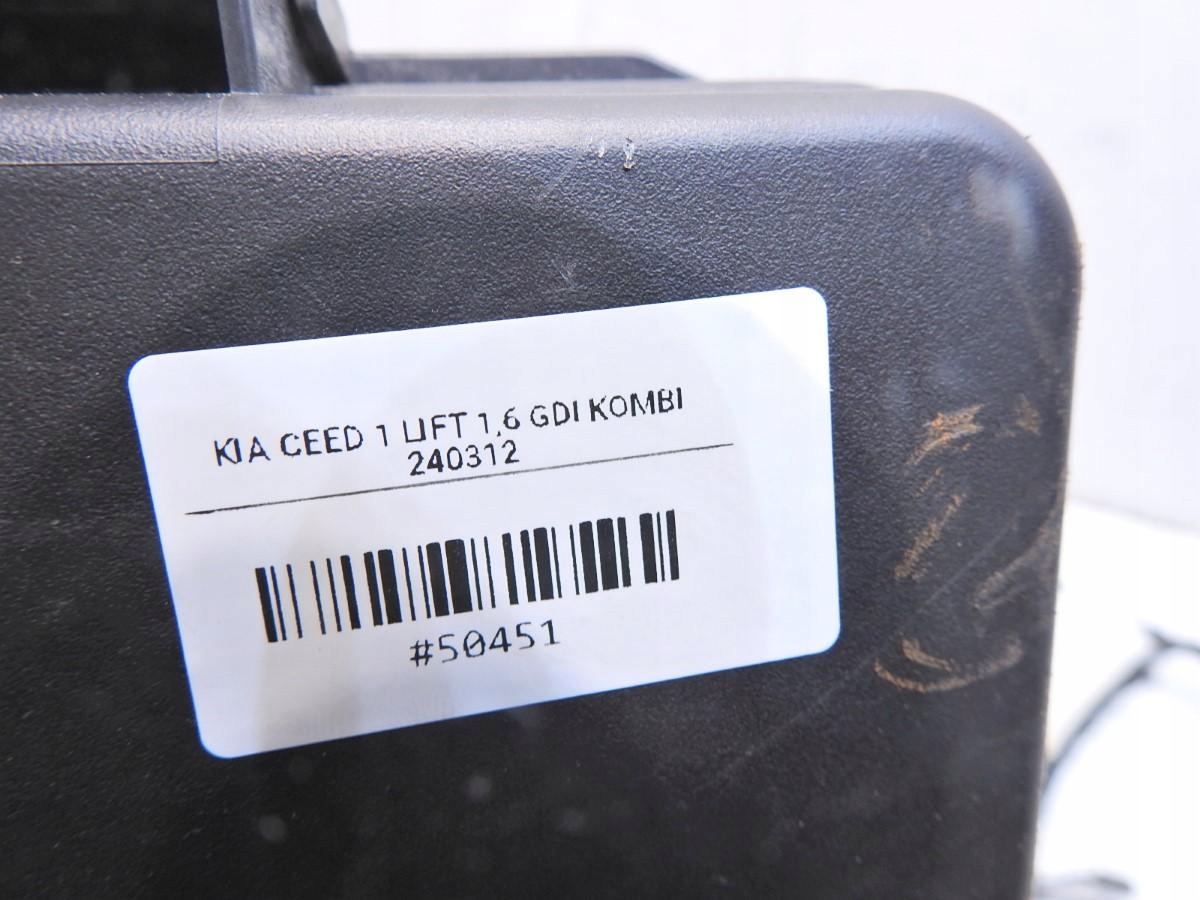 KIA CEED 1 LIFT 1,6 GDI KOMBI
240312
#50451